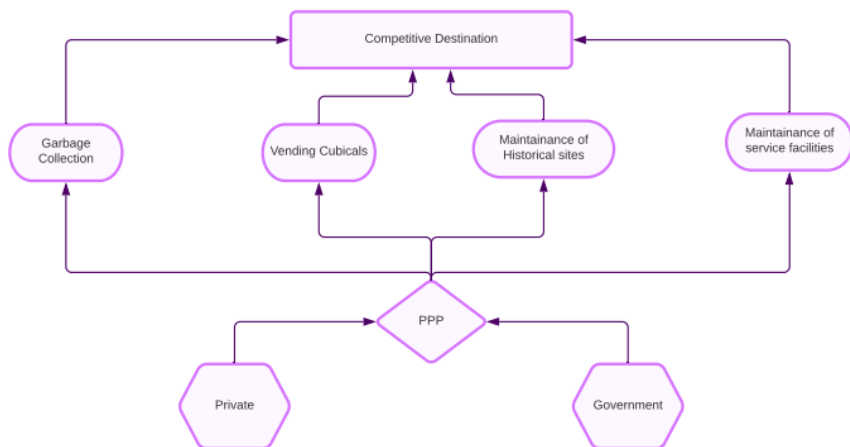 Competitive Destination
Garbage
Collection
Vending Cubicals
Maintainance of
Historical sites
Maintainance of
service facilities
PPP
Private
Government